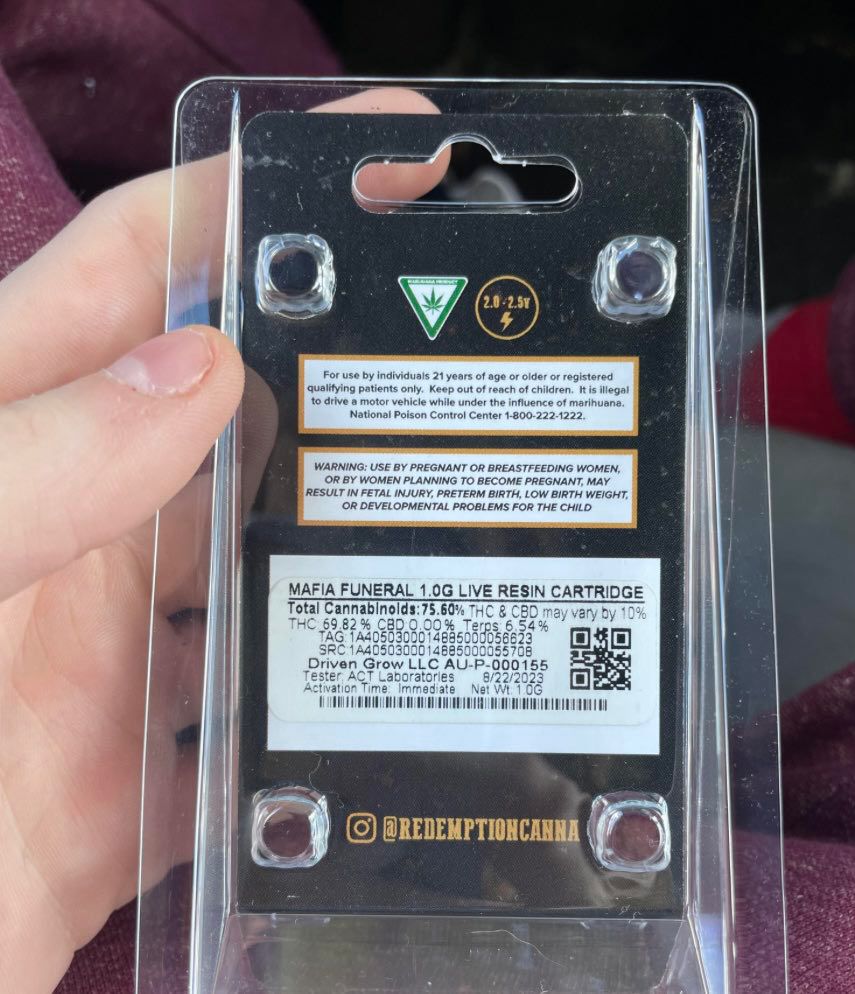 MARIJUANA PRODUCT
2.0 - 2.5V
For use by individuals 21 years of age or older or registered
qualifying patients only. Keep out of reach of children. It is illegal
to drive a motor vehicle while under the influence of marihuana.
National Poison Control Center 1-800-222-1222.
WARNING: USE BY PREGNANT OR BREASTFEEDING WOMEN,
OR BY WOMEN PLANNING TO BECOME PREGNANT, MAY
RESULT IN FETAL INJURY, PRETERM BIRTH, LOW BIRTH WEIGHT,
OR DEVELOPMENTAL PROBLEMS FOR THE CHILD
MAFIA FUNERAL 1.0G LIVE RESIN CARTRIDGE
Total Cannabinoids: 75.60% THC & CBD may vary by 10%
THC: 69.82 % CBD 0.00 % Terps: 6.54 %
TAG: 1A4050300014885000056623
SRC: 1A4050300014885000055708
Driven Grow LLC AU-P-000155
Tester: ACT Laboratories 8/22/2023
Activation Time: Immediate Net Wt. 1.0G
@REDEMPTIONCANNA